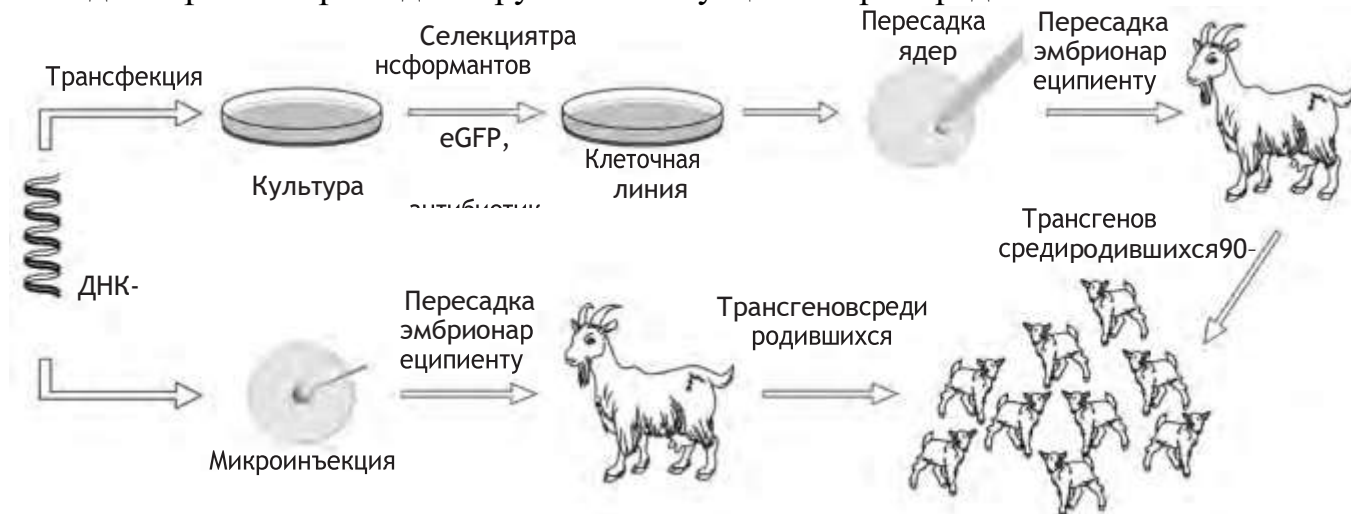 Трансфекция
Селекциятра
нсформантов
eGFP,
Культура
Клеточная
линия
Пересадка
ядер
Пересадка
эмбрионар
еципиенту
Трансгенов
средиродившихся90-
ДНК-
Микроинъекция
Пересадка
эмбрионар
еципиенту
Трансгеновсреди
родившихся